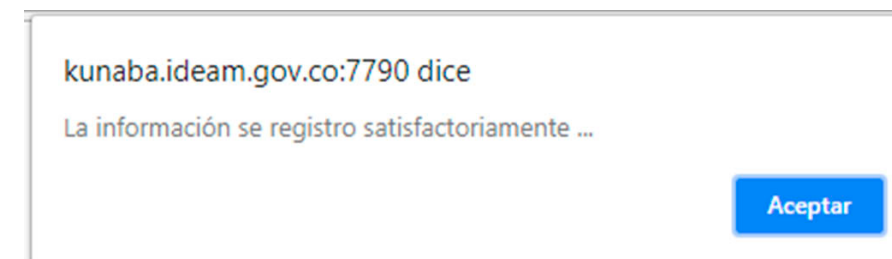 kunaba.ideam.gov.co:7790 dice
La información se registro satisfactoriamente ...
Aceptar